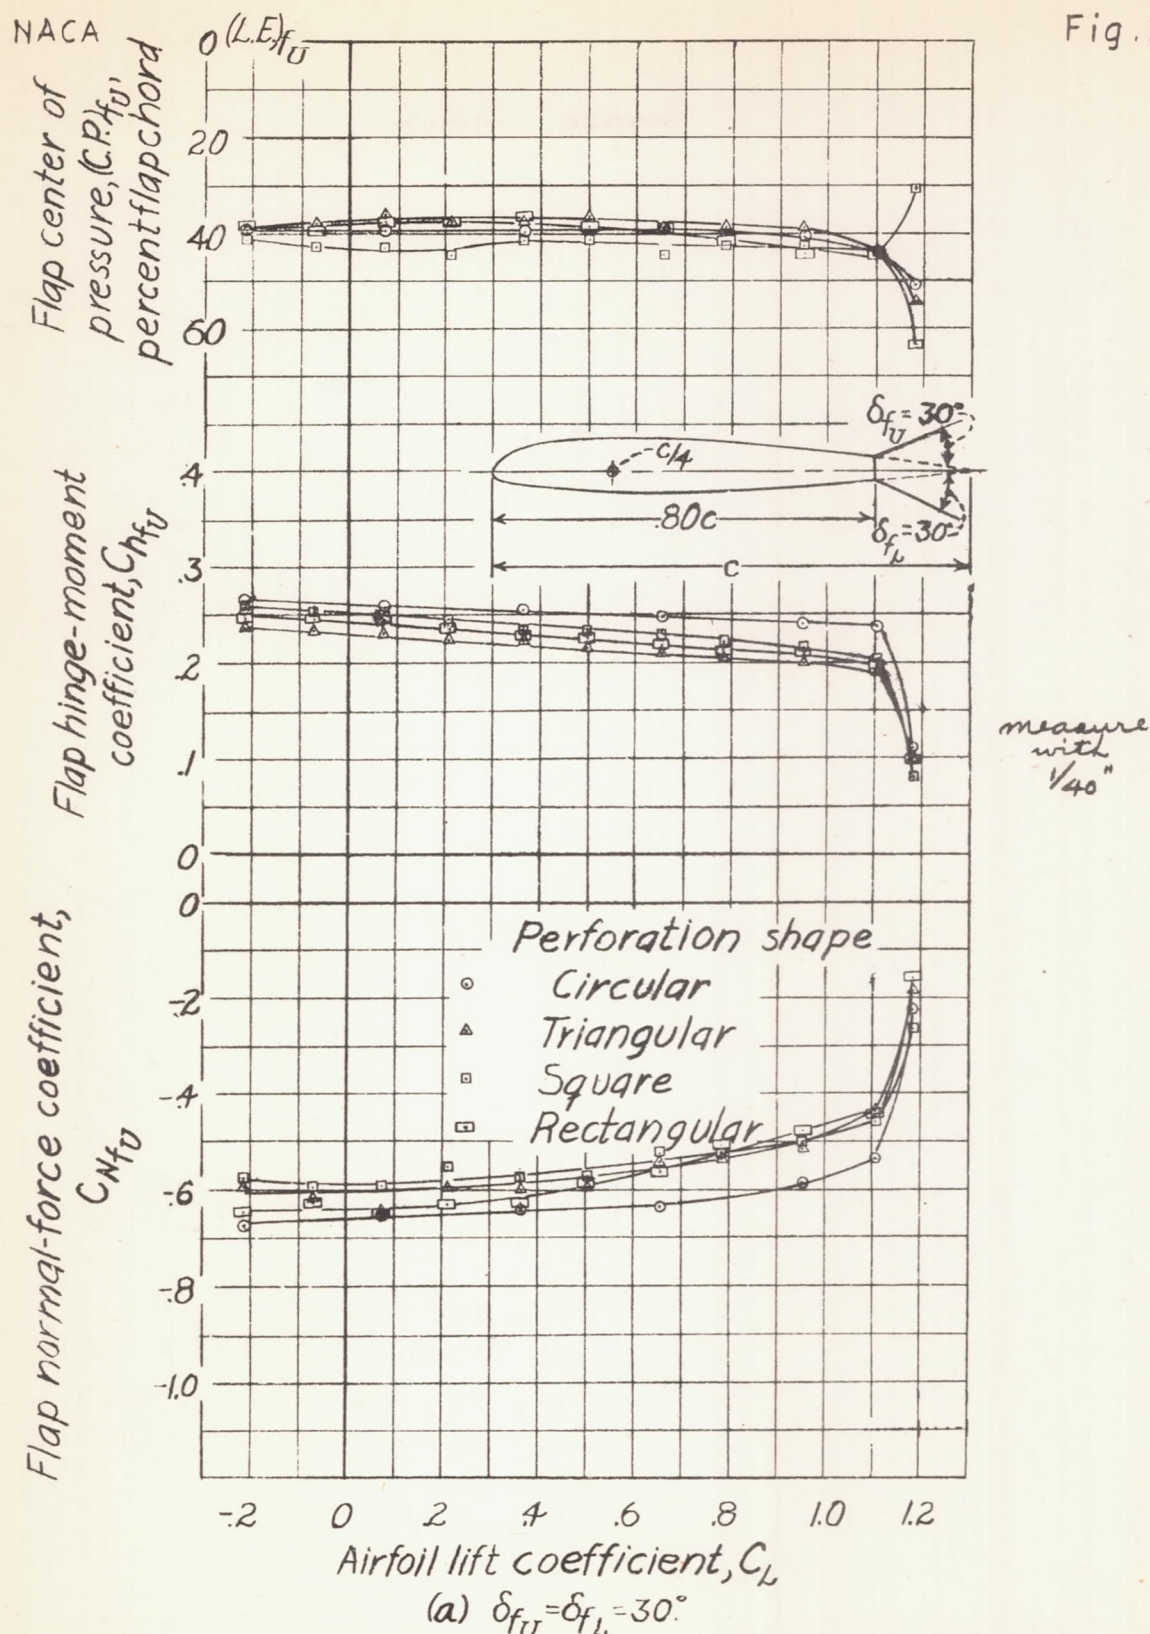 NACA
Fig.
0 (L.E.)fU
Flap center of
pressure, (C.P.)fU,
percent flap chord
20
40
60
δfU = 30°
c/4
.80c
δfL = 30°
c
Flap hinge-moment
coefficient, ChfU
.4
.3
.2
.1
0
measure
with
1/40"
Flap normal-force coefficient,
CNfU
0
-.2
-.4
-.6
-.8
-1.0
Perforation shape
Circular
Triangular
Square
Rectangular
-.2 0 .2 .4 .6 .8 1.0 1.2
Airfoil lift coefficient, CL
(a) δfU = δfL = 30°.